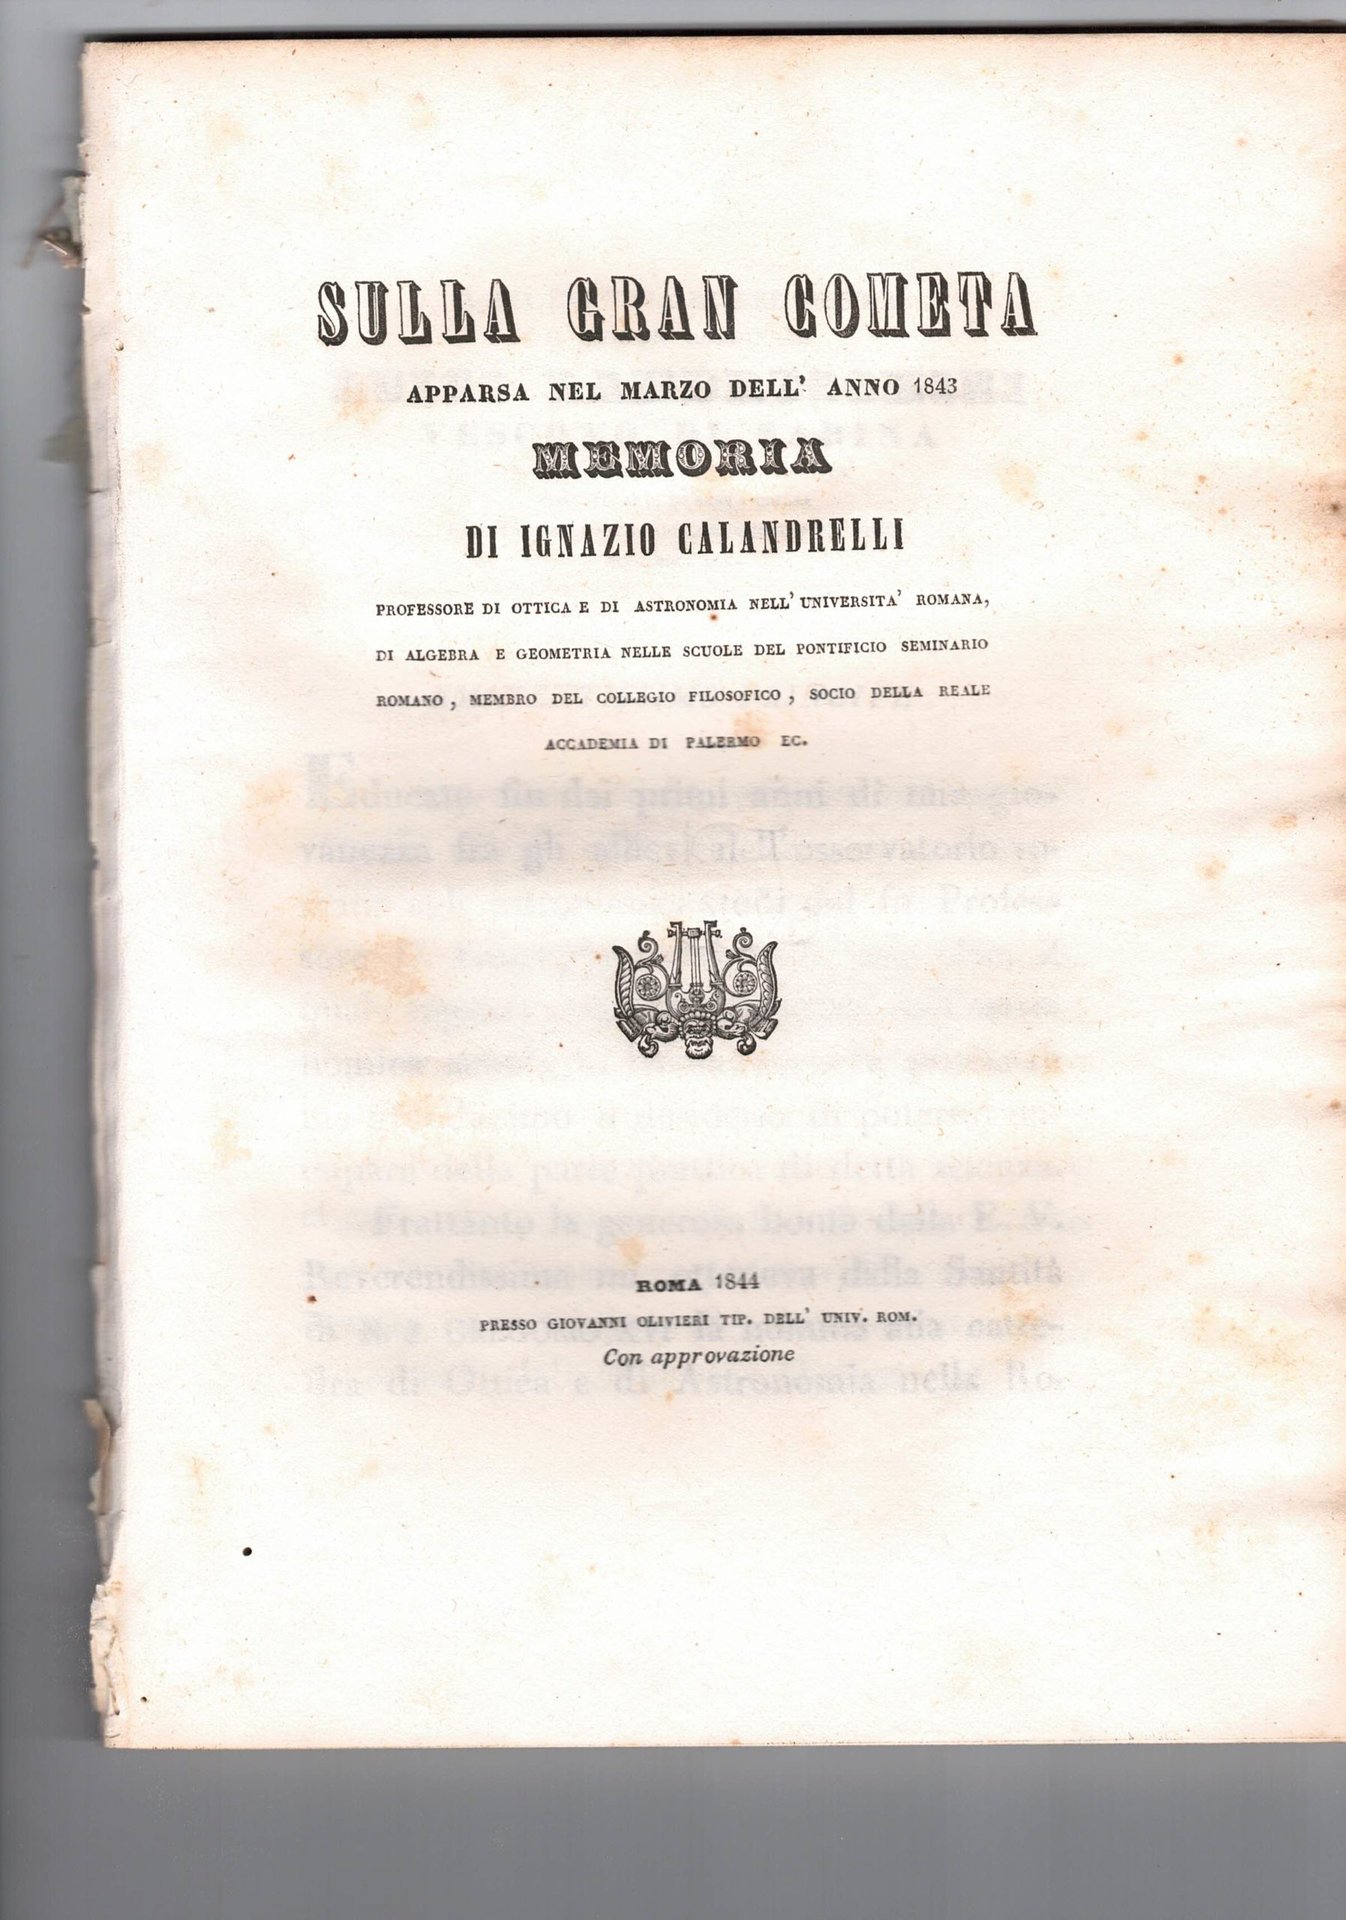 SULLA GRAN COMETA
APPARSA NEL MARZO DELL' ANNO 1843
MEMORIA
DI IGNAZIO CALANDRELLI
PROFESSORE DI OTTICA E DI ASTRONOMIA NELL' UNIVERSITA' ROMANA,
DI ALGEBRA E GEOMETRIA NELLE SCUOLE DEL PONTIFICIO SEMINARIO
ROMANO, MEMBRO DEL COLLEGIO FILOSOFICO, SOCIO DELLA REALE
ACCADEMIA DI PALERMO EC.
ROMA 1844
PRESSO GIOVANNI OLIVIERI TIP. DELL' UNIV. ROM.
Con approvazione